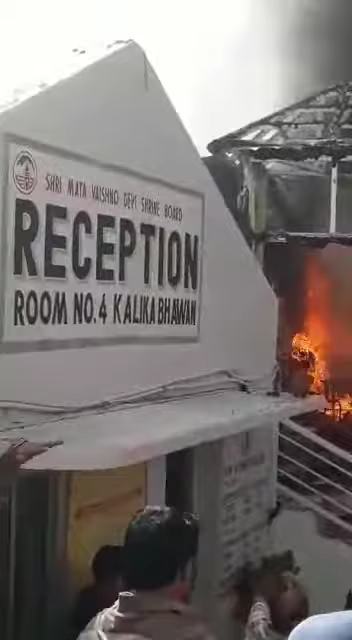 SHRI MATA VAISHNO DEVI SHRINE BOARD
RECEPTION
ROOM NO.4 KALIKA BHAWAN